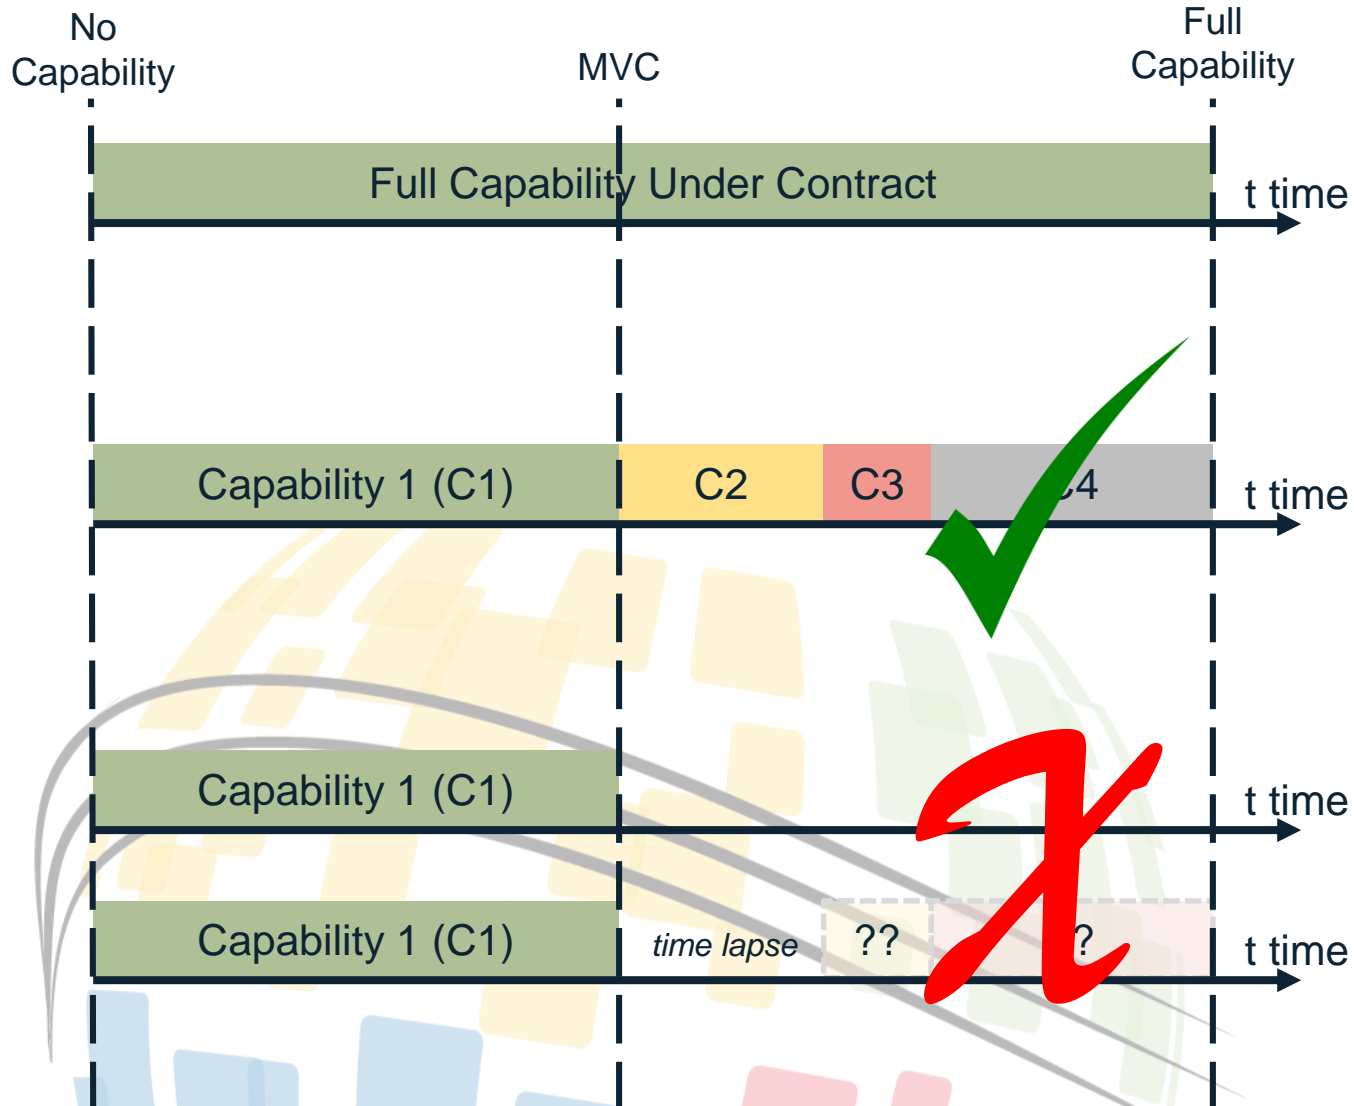 No
Capability
MVC
Full
Capability
Full Capability Under Contract
t time
Capability 1 (C1)
C2
C3
C4
t time
Capability 1 (C1)
t time
Capability 1 (C1)
time lapse
??
?
t time